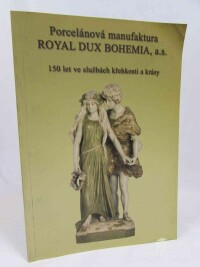 Porcelánová manufaktura
ROYAL DUX BOHEMIA, a.s.
150 let ve službách křehkosti a krásy